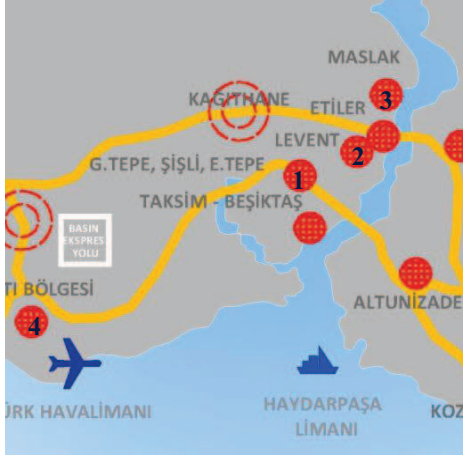 MASLAK
3
KAĞITHANE
ETİLER
LEVENT
2
G.TEPE, ŞİŞLİ, E.TEPE
1
TAKSİM - BEŞİKTAŞ
BASIN
EKSPRES
YOLU
TI BÖLGESİ
ALTUNİZADE
4
ÜRK HAVALİMANI
HAYDARPAŞA
LİMANI
KOZ